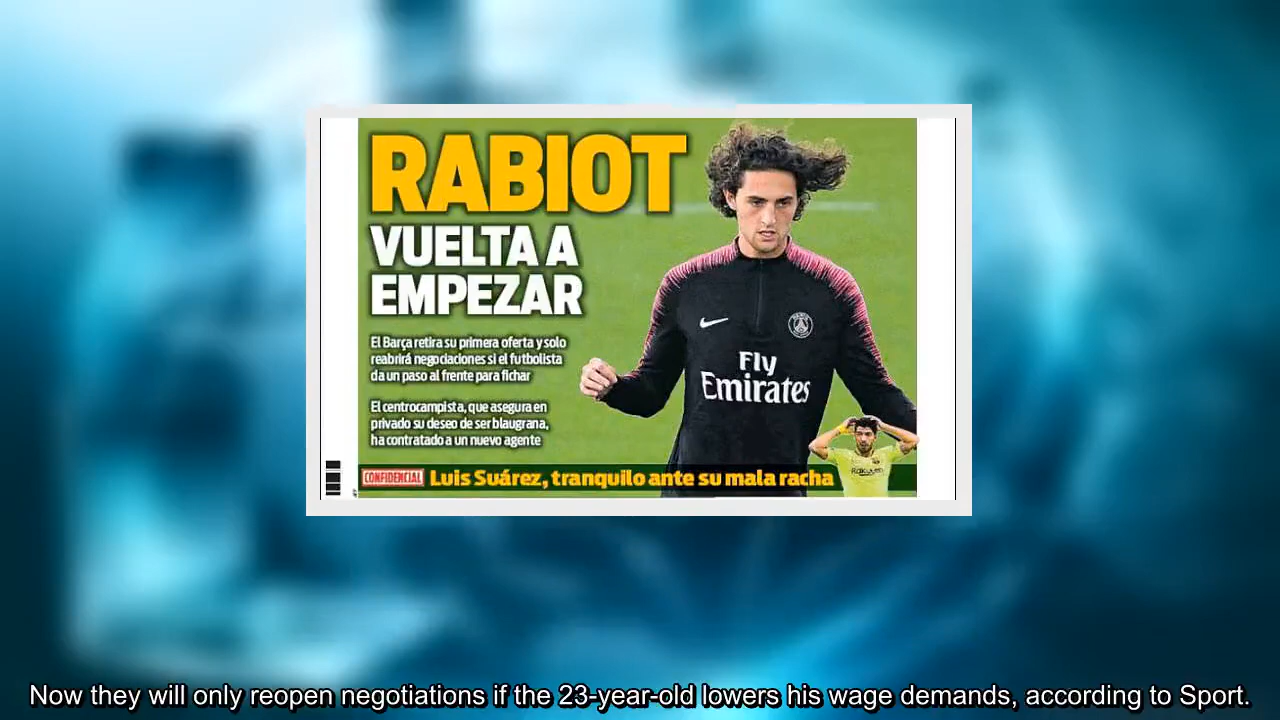 RABIOT
VUELTA A
EMPEZAR
El Barça retira su primera oferta y solo
reabrirá negociaciones si el futbolista
da un paso al frente para fichar
El centrocampista, que asegura en
privado su deseo de ser blaugrana,
ha contratado a un nuevo agente
Fly
Emirates
Rakuten
CONFIDENCIAL Luis Suárez, tranquilo ante su mala racha
Now they will only reopen negotiations if the 23-year-old lowers his wage demands, according to Sport.